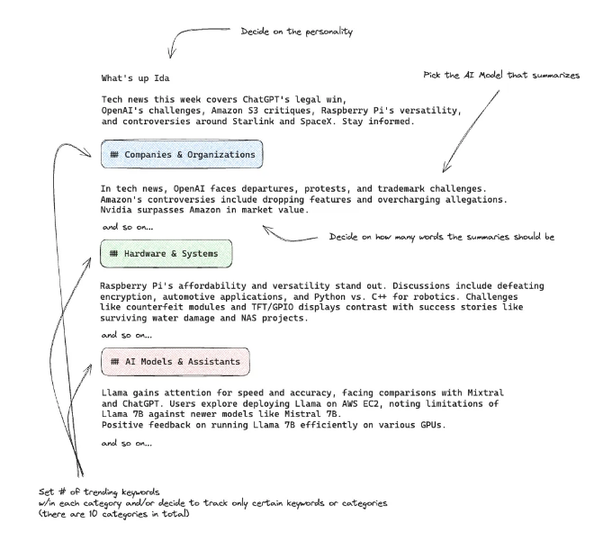 Decide on the personality
What's up Ida
Pick the AI Model that summarizes
Tech news this week covers ChatGPT's legal win,
OpenAI's challenges, Amazon S3 critiques, Raspberry Pi's versatility,
and controversies around Starlink and SpaceX. Stay informed.
## Companies & Organizations
In tech news, OpenAI faces departures, protests, and trademark challenges.
Amazon's controversies include dropping features and overcharging allegations.
Nvidia surpasses Amazon in market value.
and so on...
Decide on how many words the summaries should be
## Hardware & Systems
Raspberry Pi's affordability and versatility stand out. Discussions include defeating
encryption, automotive applications, and Python vs. C++ for robotics. Challenges
like counterfeit modules and TFT/GPIO displays contrast with success stories like
surviving water damage and NAS projects.
and so on...
## AI Models & Assistants
Llama gains attention for speed and accuracy, facing comparisons with Mixtral
and ChatGPT. Users explore deploying Llama on AWS EC2, noting limitations of
Llama 7B against newer models like Mistral 7B.
Positive feedback on running Llama 7B efficiently on various GPUs.
and so on...
Set # of trending keywords
w/in each category and/or decide to track only certain keywords or categories
(there are 10 categories in total)